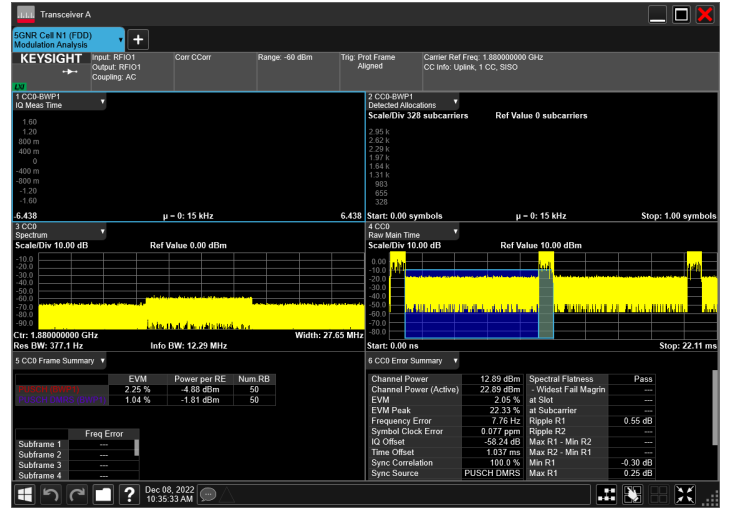 Transceiver A
5GNR Cell N1 (FDD)
Modulation Analysis
KEYSIGHT
Input: RFIO1
Output: RFIO1
Coupling: AC
Corr CCorr
Range: -60 dBm
Trig: Prot Frame
Aligned
Carrier Ref Freq: 1.880000000 GHz
CC Info: Uplink, 1 CC, SISO
LXI
1 CC0-BWP1
IQ Meas Time
1.60
1.20
800 m
400 m
0
-400 m
-800 m
-1.20
-1.60
-6.438
μ = 0: 15 kHz
6.438
2 CC0-BWP1
Detected Allocations
Scale/Div 328 subcarriers
Ref Value 0 subcarriers
2.95 k
2.62 k
2.29 k
1.97 k
1.64 k
1.31 k
983
655
328
Start: 0.00 symbols
μ = 0: 15 kHz
Stop: 1.00 symbols
3 CC0
Spectrum
Scale/Div 10.00 dB
Ref Value 0.00 dBm
-10.0
-20.0
-30.0
-40.0
-50.0
-60.0
-70.0
-80.0
-90.0
Ctr: 1.880000000 GHz
Width: 27.65 MHz
Res BW: 377.1 Hz
Info BW: 12.29 MHz
4 CC0
Raw Main Time
Scale/Div 10.00 dB
Ref Value 10.00 dBm
0.00
-10.0
-20.0
-30.0
-40.0
-50.0
-60.0
-70.0
-80.0
Start: 0.00 ns
Stop: 22.11 ms
5 CC0 Frame Summary
EVM Power per RE Num.RB
2.25 % -4.88 dBm 50
1.04 % -1.81 dBm 50
Freq Error
Subframe 1 ---
Subframe 2 ---
Subframe 3 ---
Subframe 4 ---
6 CC0 Error Summary
Channel Power 12.89 dBm Spectral Flatness Pass
Channel Power (Active) 22.89 dBm - Widest Fail Magrin ---
EVM 2.05 % at Slot ---
EVM Peak 22.33 % at Subcarrier ---
Frequency Error 7.76 Hz Ripple R1 0.55 dB
Symbol Clock Error 0.077 ppm Ripple R2 ---
IQ Offset -58.24 dB Max R1 - Min R2 ---
Time Offset 1.037 ms Max R2 - Min R1 ---
Sync Correlation 100.0 % Min R1 -0.30 dB
Sync Source PUSCH DMRS Max R1 0.25 dB
Dec 08, 2022
10:35:33 AM